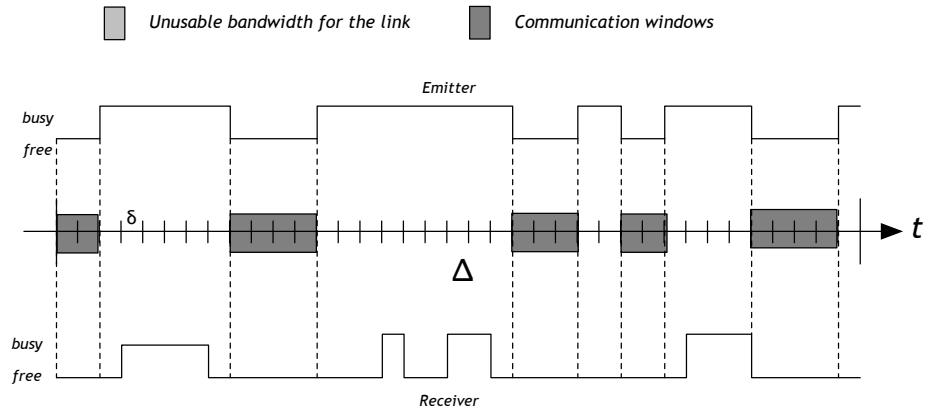 Unusable bandwidth for the link
Communication windows
Emitter
busy
free
δ
t
Δ
busy
free
Receiver